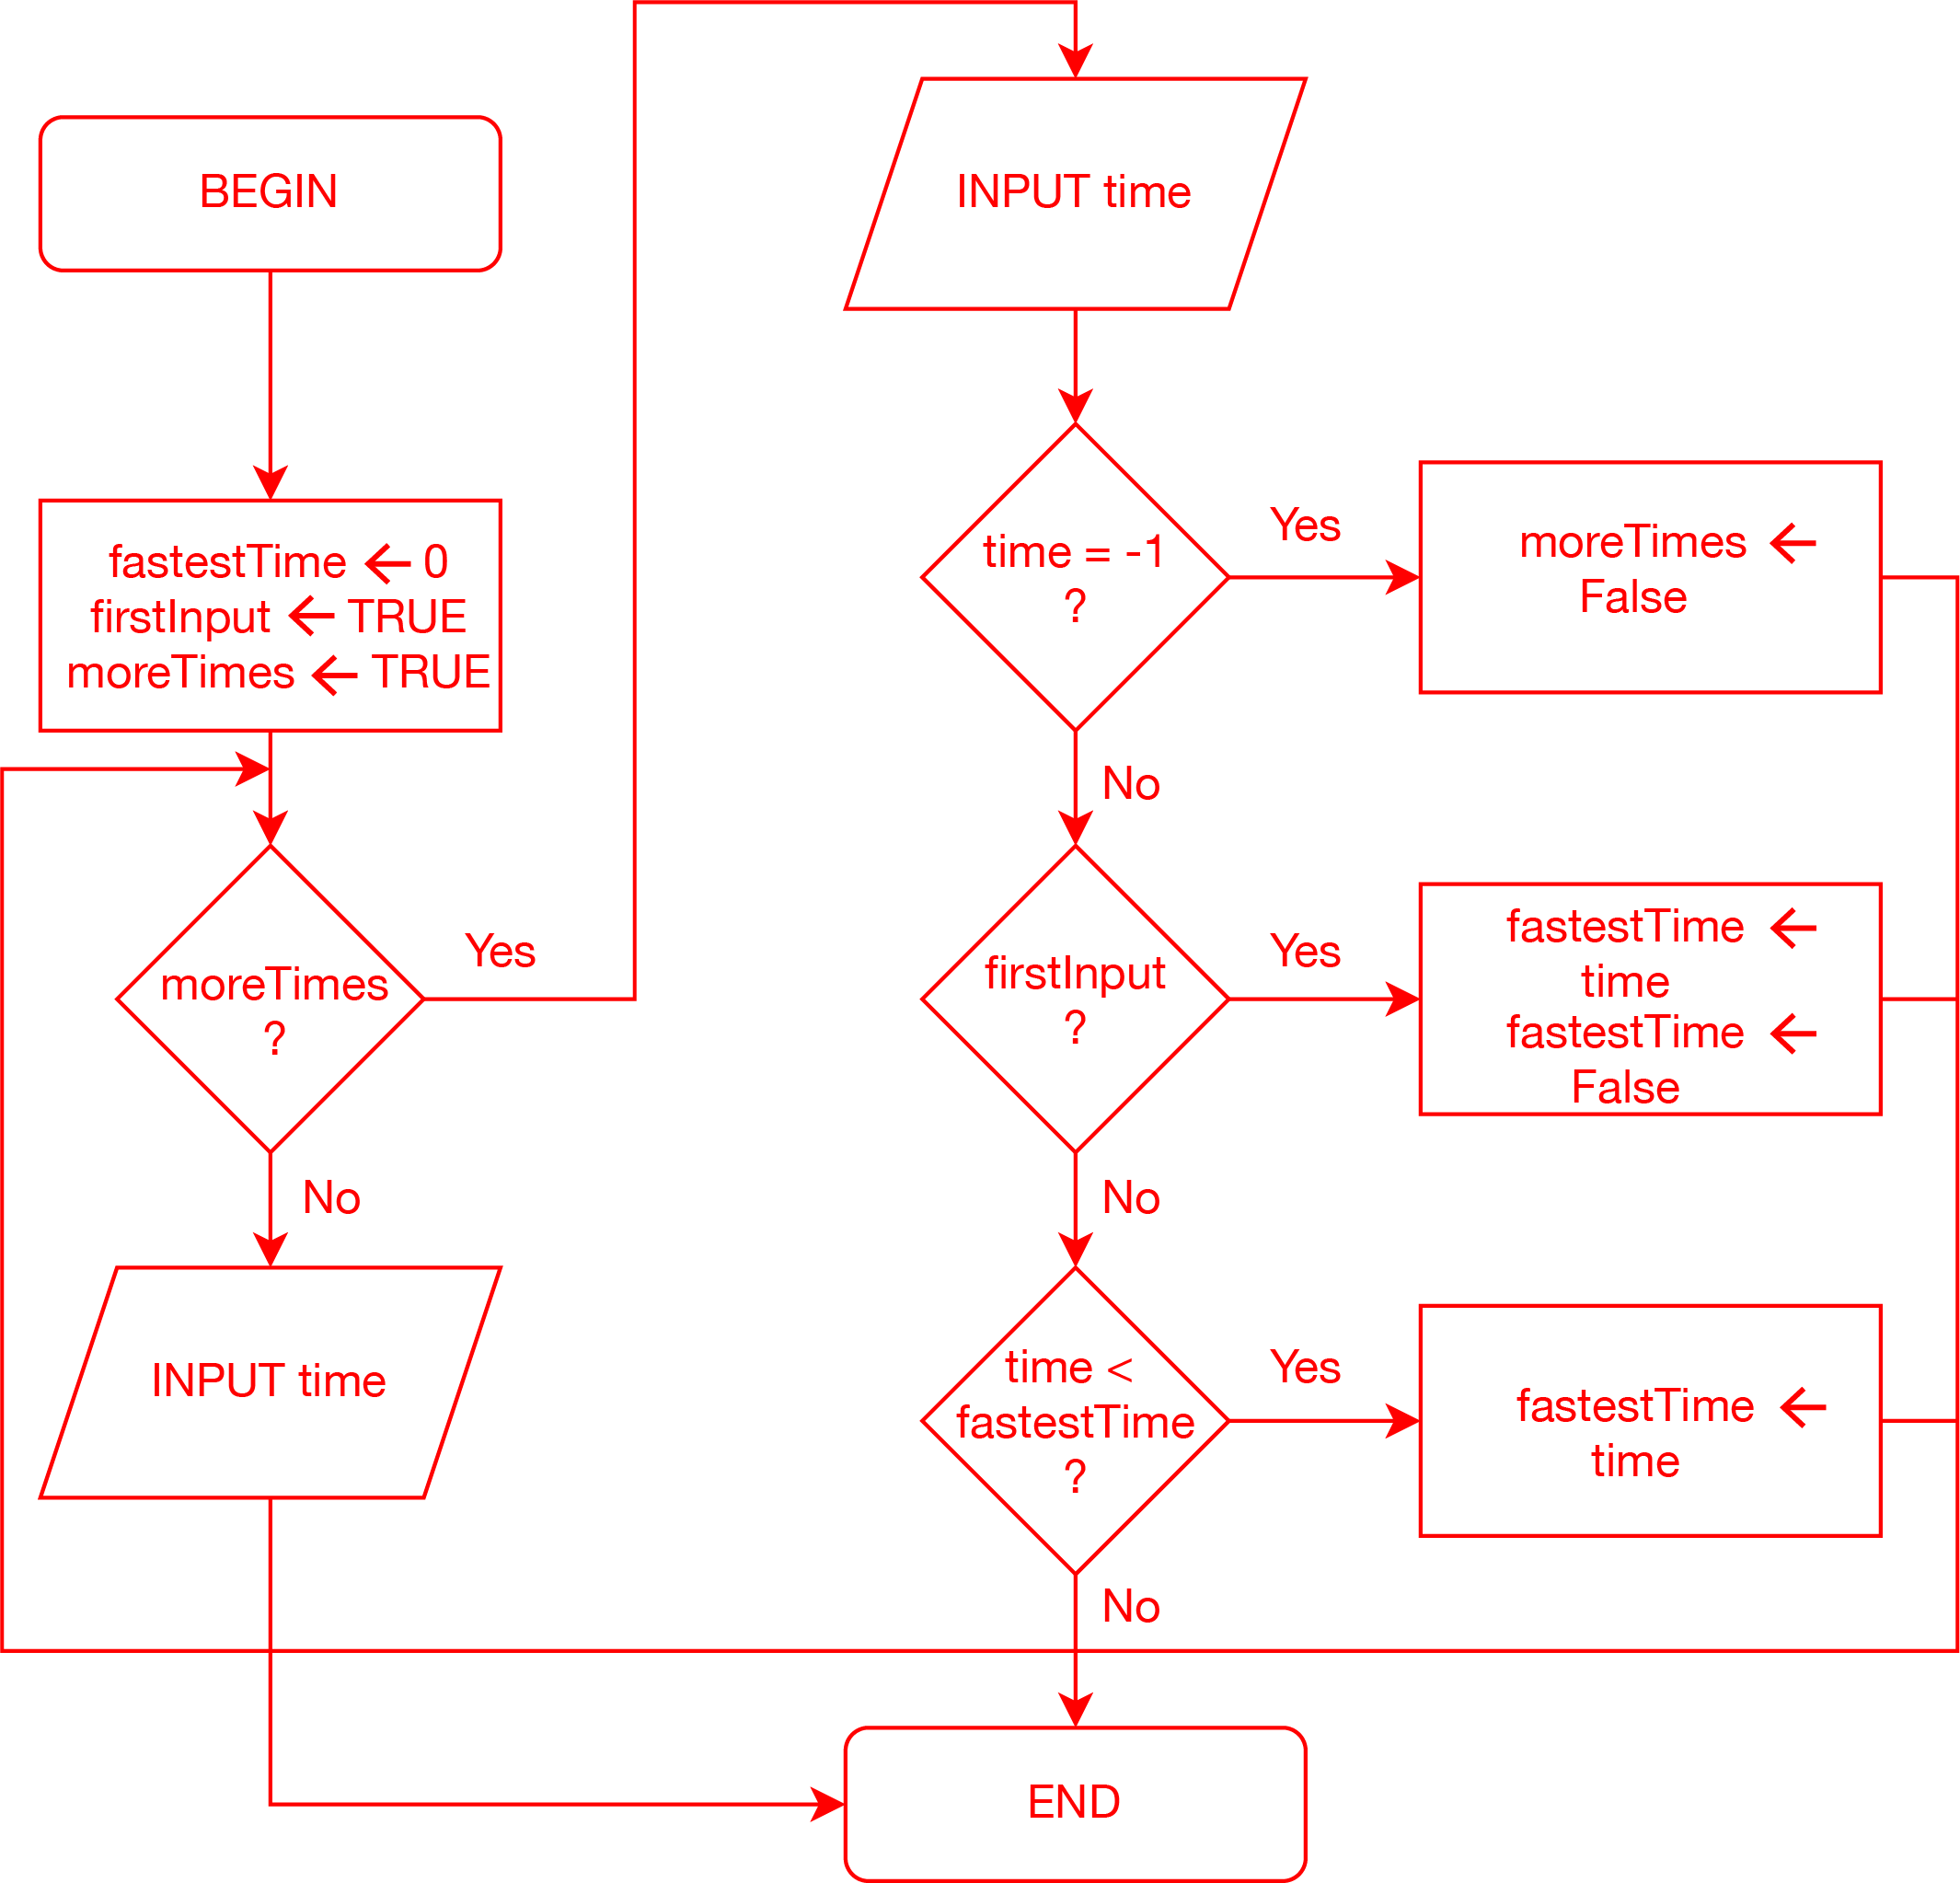 BEGIN
fastestTime ← 0
firstInput ← TRUE
moreTimes ← TRUE
moreTimes
?
Yes
No
INPUT time
INPUT time
time = -1
?
Yes
moreTimes ←
False
No
firstInput
?
Yes
fastestTime ←
time
fastestTime ←
False
No
time <
fastestTime
?
Yes
fastestTime ←
time
No
END